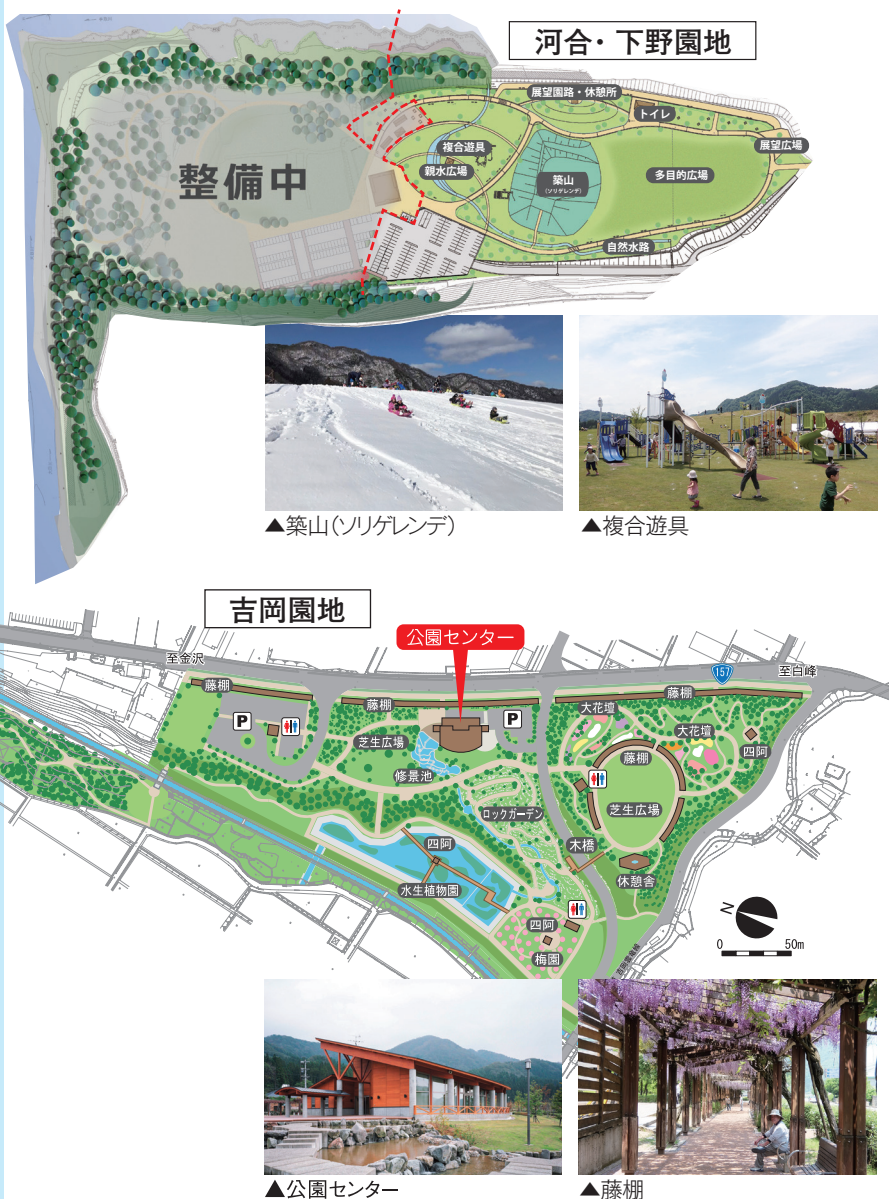 河合・下野園地
展望園路・休憩所
トイレ
展望広場
複合遊具
親水広場
整備中
築山
(ソリゲレンデ)
多目的広場
自然水路
▲築山(ソリゲレンデ)
▲複合遊具
吉岡園地
公園センター
至金沢
157
至白峰
藤棚
藤棚
藤棚
大花壇
P
P
大花壇
芝生広場
四阿
藤棚
修景池
ロックガーデン
芝生広場
四阿
木橋
休憩舎
水生植物園
N
四阿
梅園
0
50m
▲公園センター
▲藤棚